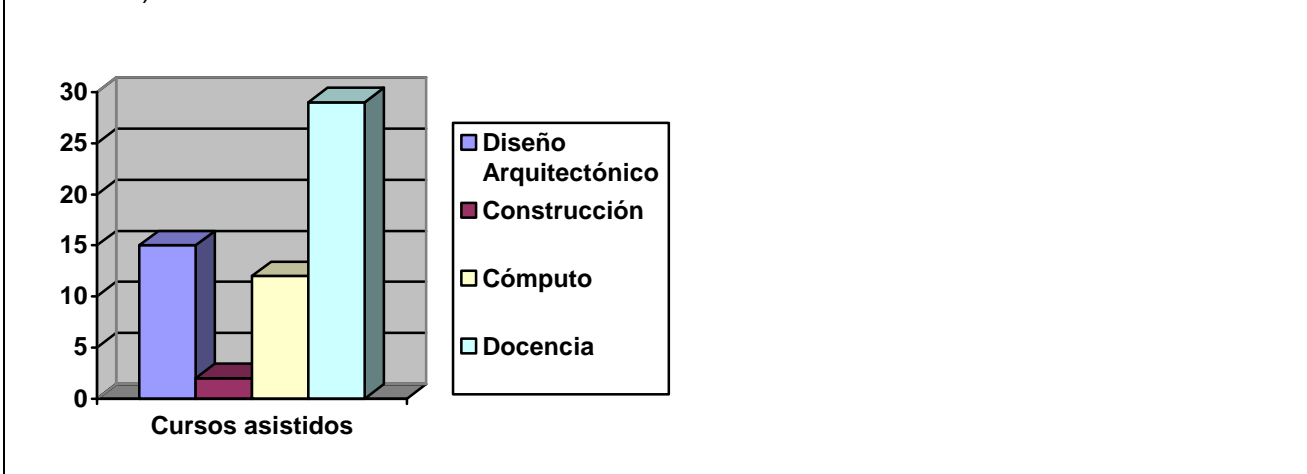 30
25
20
15
10
5
0
Cursos asistidos
Diseño
Arquitectónico
Construcción
Cómputo
Docencia